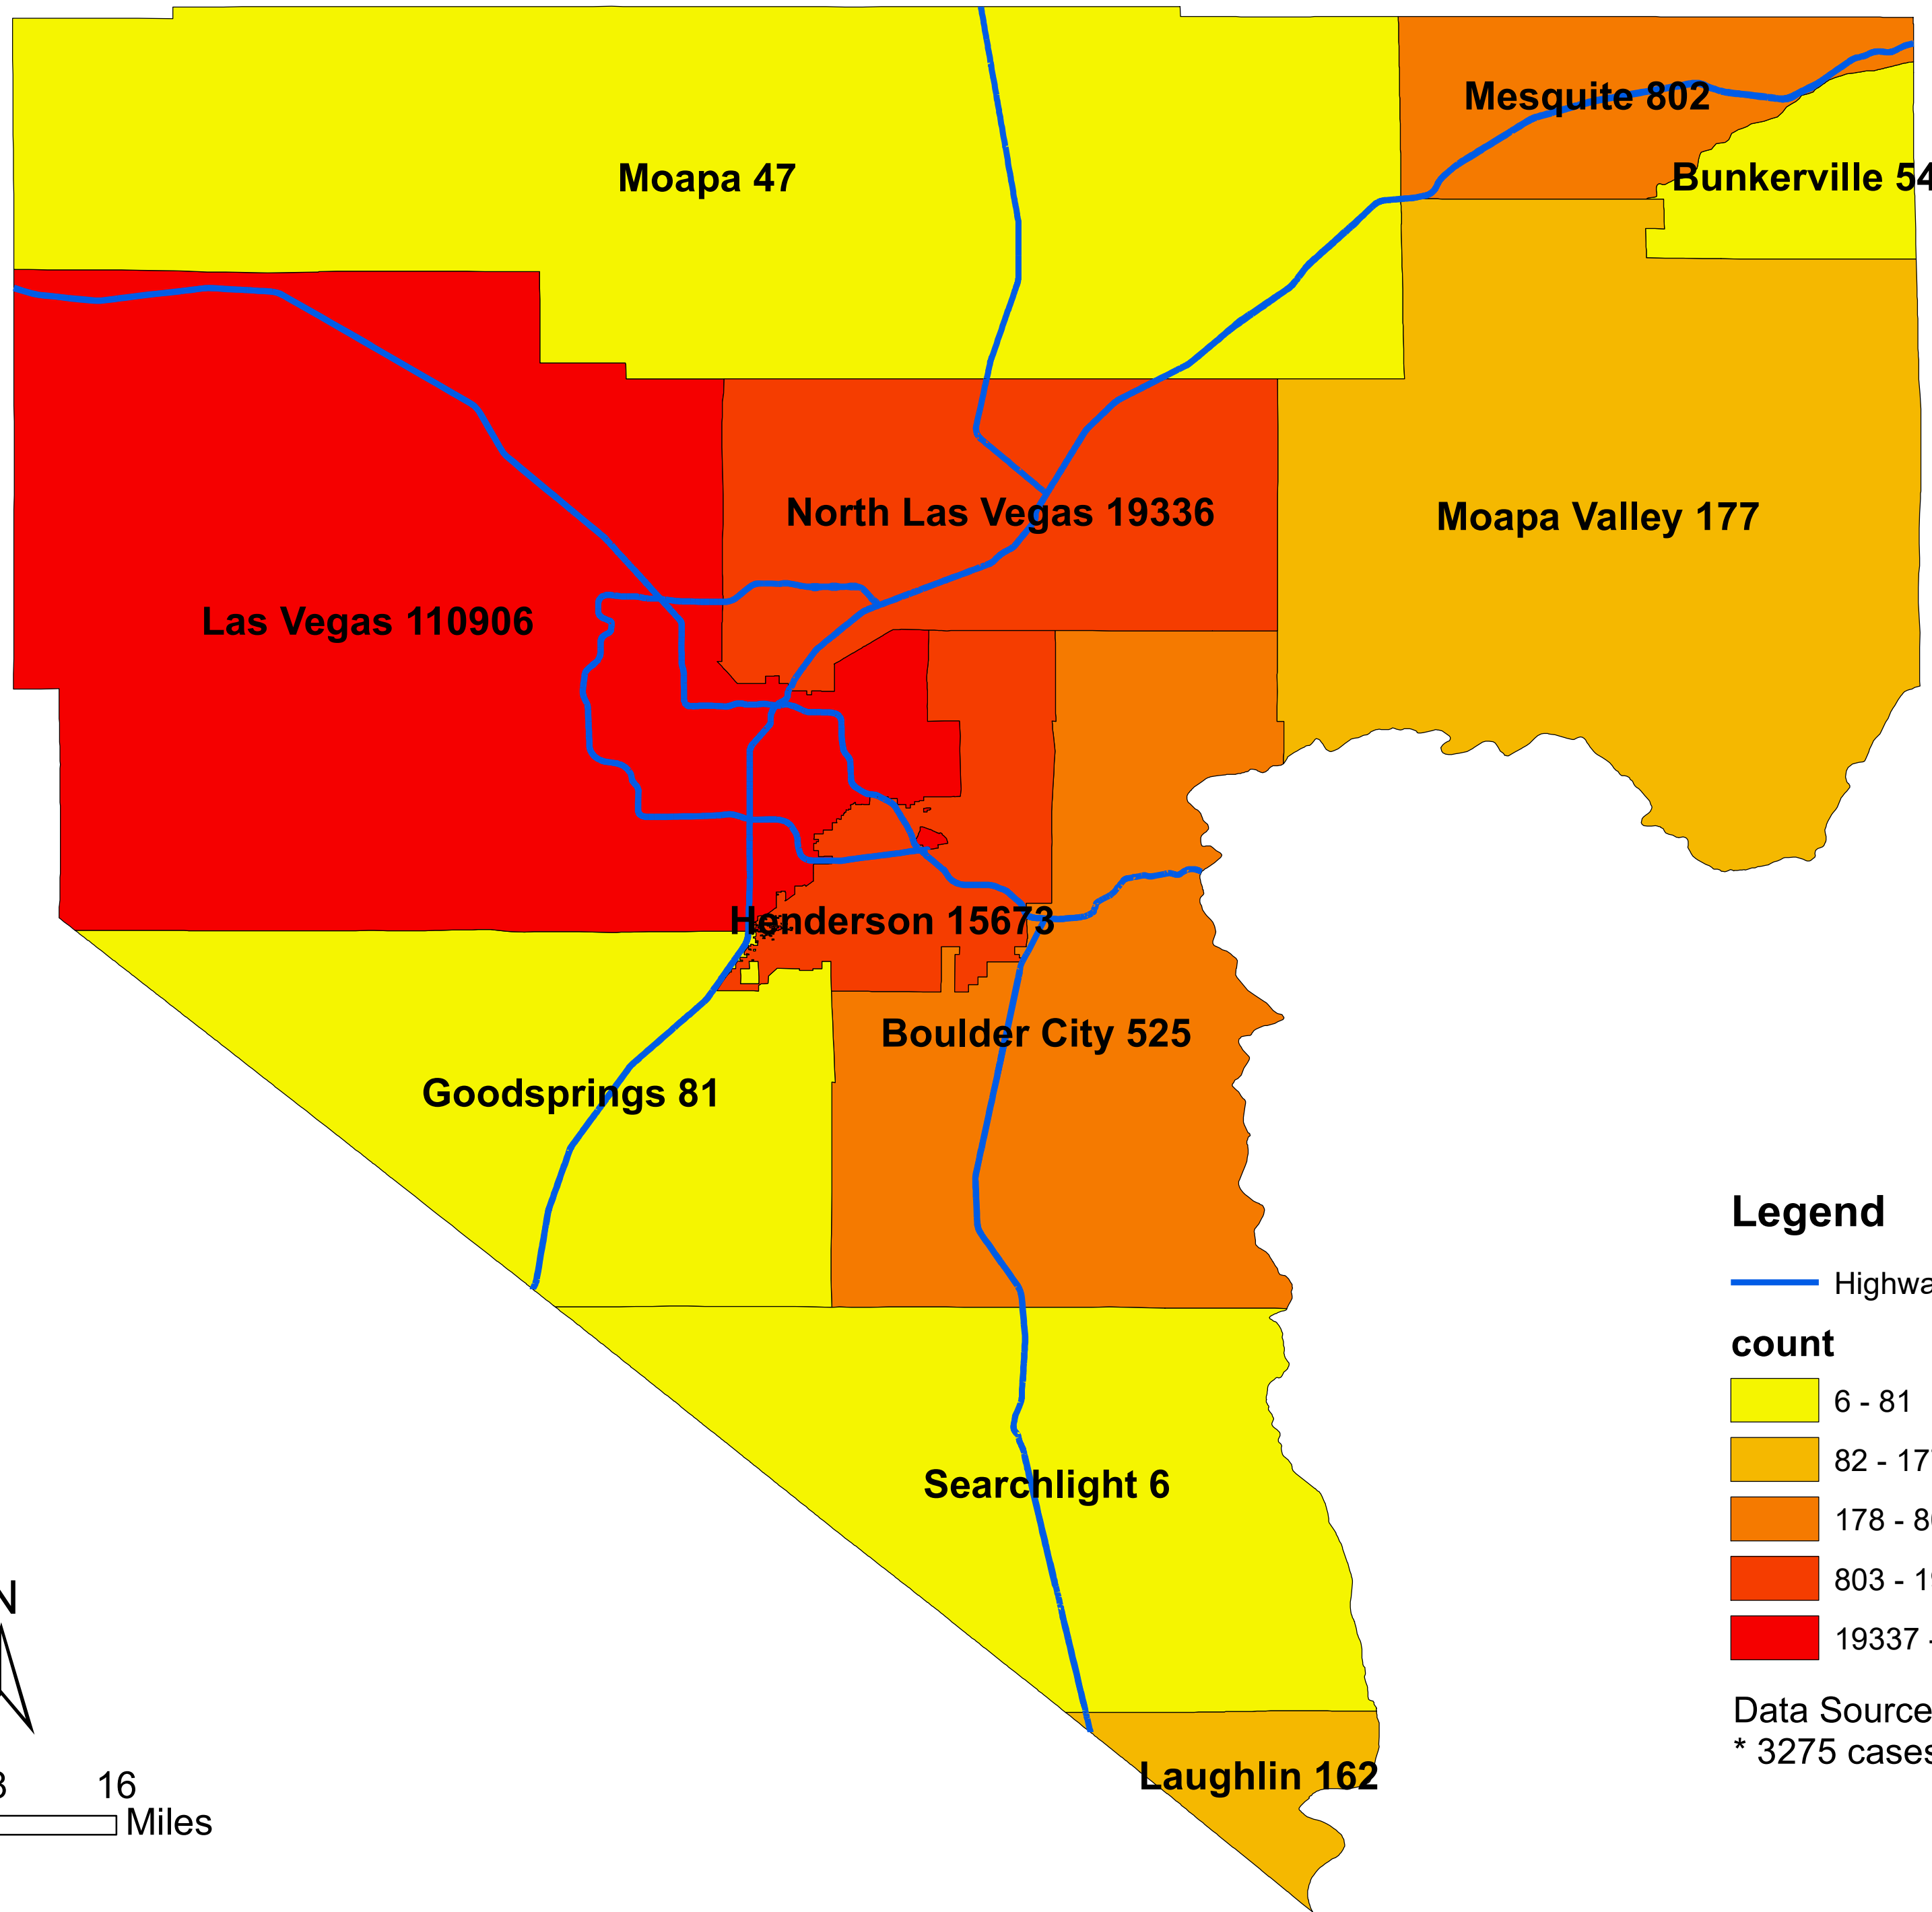 Mesquite 802
Moapa 47
Bunkerville 54
North Las Vegas 19336
Moapa Valley 177
Las Vegas 110906
Henderson 15673
Boulder City 525
Goodsprings 81
Searchlight 6
Laughlin 162
Legend
count
6 - 81
82 - 17
178 - 8
803 - 1
19337 -
N
Data Source
* 3275 cases
16
Miles